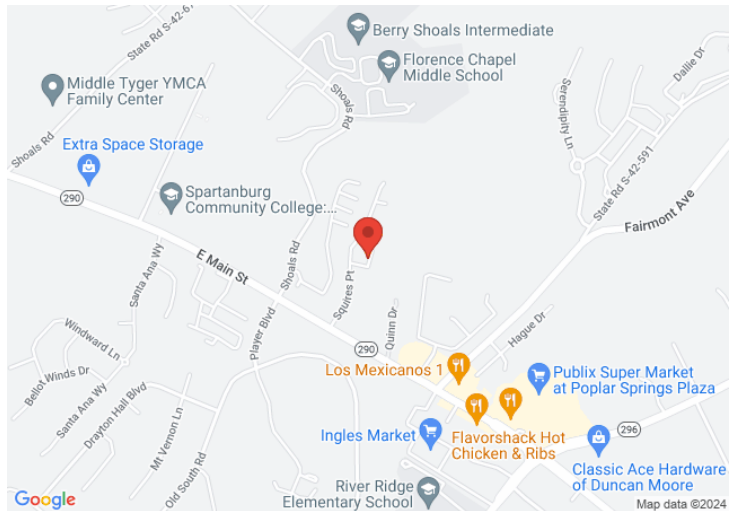 State Rd S-42-6
Berry Shoals Intermediate
Florence Chapel
Middle School
Dallie Dr
Middle Tyger YMCA
Family Center
Shoals Rd
Serendipity Ln
Shoals Rd
Extra Space Storage
State Rd S-42-591
290
Spartanburg
Community College:...
Fairmont Ave
E Main St
Shoals Rd
Santa Ana Wy
Squires Pt
Quinn Dr
Hague Dr
Windward Ln
Player Blvd
290
Los Mexicanos 1
Publix Super Market
at Poplar Springs Plaza
Bellot Winds Dr
Santa Ana Wy
Drayton Hall Blvd
Mt Vernon Ln
Ingles Market
Flavorshack Hot
Chicken & Ribs
296
Old South Rd
Classic Ace Hardware
of Duncan Moore
River Ridge
Elementary School
Google
Map data ©2024